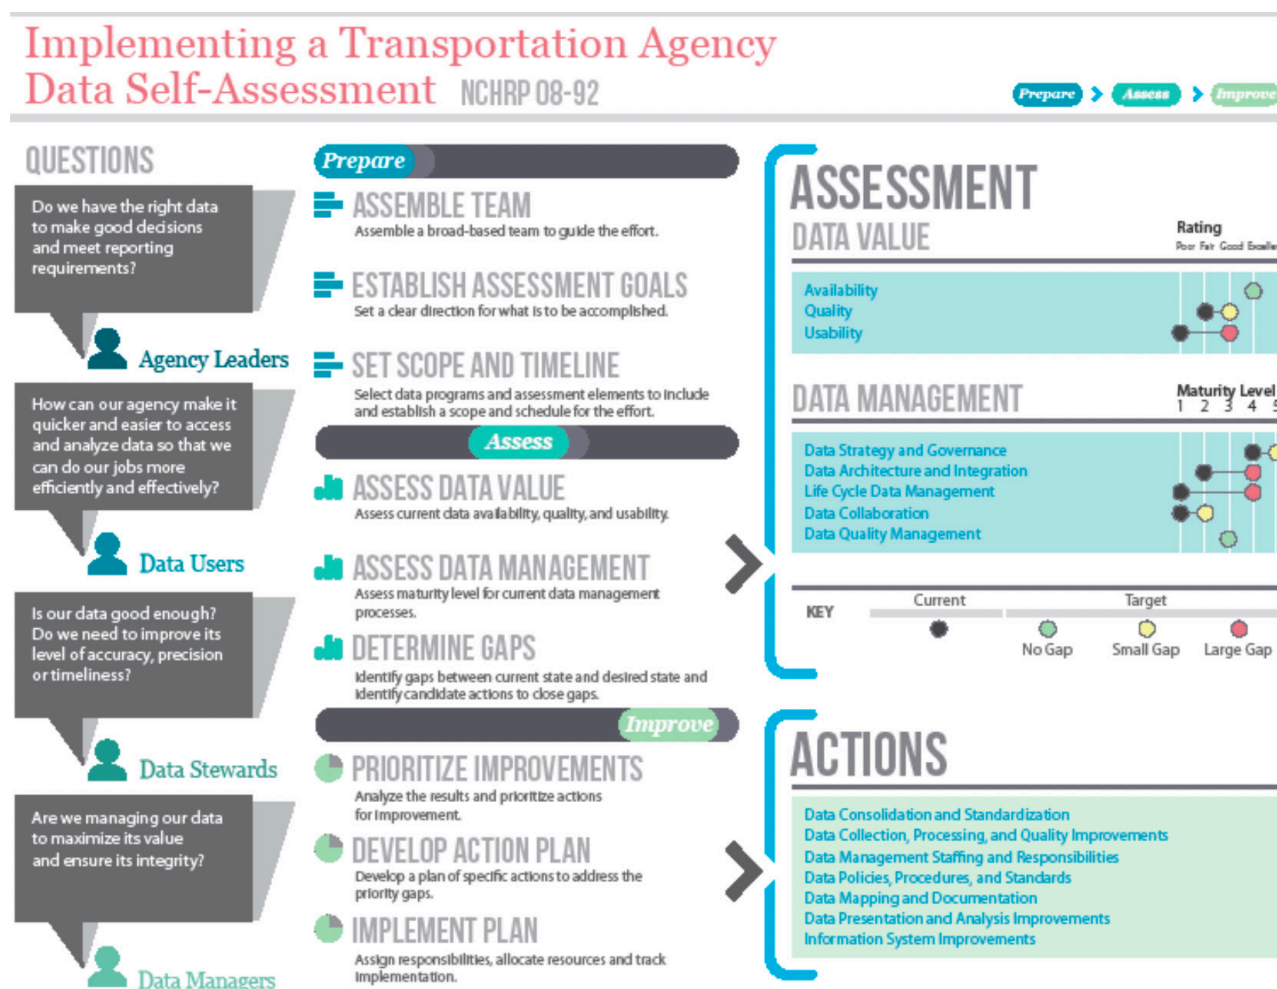 Implementing a Transportation Agency
Data Self-Assessment NCHRP 08-92
Prepare
Assess
Improve
QUESTIONS
Do we have the right data
to make good decisions
and meet reporting
requirements?
Agency Leaders
How can our agency make it
quicker and easier to access
and analyze data so that we
can do our jobs more
efficiently and effectively?
Data Users
Is our data good enough?
Do we need to improve its
level of accuracy, precision
or timeliness?
Data Stewards
Are we managing our data
to maximize its value
and ensure its integrity?
Data Managers
Prepare
ASSEMBLE TEAM
Assemble a broad-based team to guide the effort.
ESTABLISH ASSESSMENT GOALS
Set a clear direction for what is to be accomplished.
SET SCOPE AND TIMELINE
Select data programs and assessment elements to include
and establish a scope and schedule for the effort.
Assess
ASSESS DATA VALUE
Assess current data availability, quality, and usability.
ASSESS DATA MANAGEMENT
Assess maturity level for current data management
processes.
DETERMINE GAPS
Identify gaps between current state and desired state and
identify candidate actions to close gaps.
Improve
PRIORITIZE IMPROVEMENTS
Analyze the results and prioritize actions
for improvement.
DEVELOP ACTION PLAN
Develop a plan of specific actions to address the
priority gaps.
IMPLEMENT PLAN
Assign responsibilities, allocate resources and track
implementation.
ASSESSMENT
DATA VALUE
Rating
Poor Fair Good
Availability
Quality
Usability
DATA MANAGEMENT
Maturity Level
1 2 3 4 5
Data Strategy and Governance
Data Architecture and Integration
Life Cycle Data Management
Data Collaboration
Data Quality Management
KEY
Current
Target
No Gap
Small Gap
Large Gap
ACTIONS
Data Consolidation and Standardization
Data Collection, Processing, and Quality Improvements
Data Management Staffing and Responsibilities
Data Policies, Procedures, and Standards
Data Mapping and Documentation
Data Presentation and Analysis Improvements
Information System Improvements